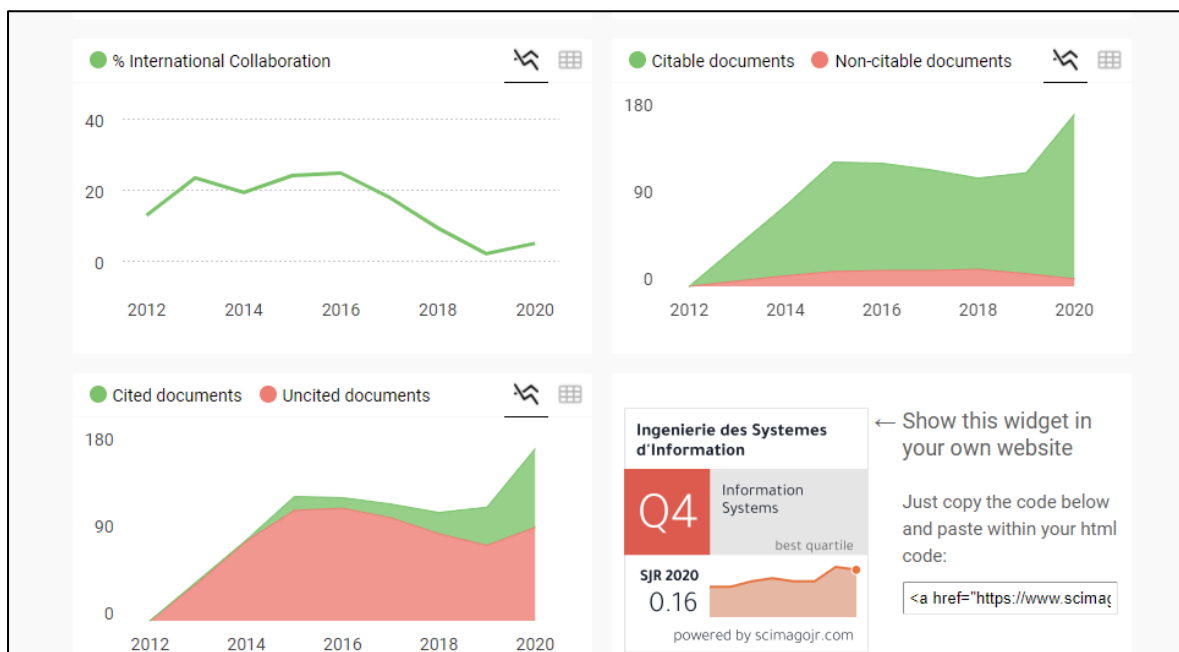 % International Collaboration
40
20
0
2012 2014 2016 2018 2020
Citable documents Non-citable documents
180
90
0
2012 2014 2016 2018 2020
Cited documents Uncited documents
180
90
0
2012 2014 2016 2018 2020
Ingenierie des Systemes
d'Information
Q4
Information
Systems
best quartile
SJR 2020
0.16
powered by scimagojr.com
← Show this widget in
your own website
Just copy the code below
and paste within your html
code:
<a href="https://www.scimag